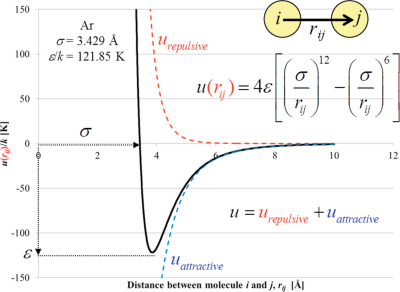 150
100
50
0
-50
-100
-150
u(r_ij)/k [K]
Ar
σ = 3.429 Å
ε/k = 121.85 K
i
j
r_ij
u_repulsive
u(r_ij) = 4ε[(σ/r_ij)^12 − (σ/r_ij)^6]
σ
0
2
4
6
8
10
12
u = u_repulsive + u_attractive
ε
u_attractive
Distance between molecule i and j, r_ij [Å]